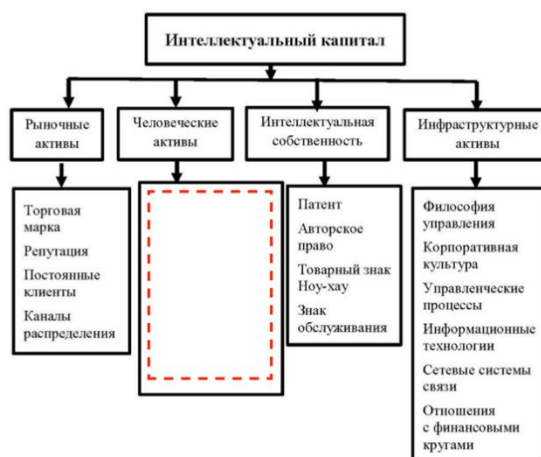 Интеллектуальный капитал
Рыночные
активы
Человеческие
активы
Интеллектуальная
собственность
Инфраструктурные
активы
Торговая
марка
Репутация
Постоянные
клиенты
Каналы
распределения
Патент
Авторское
право
Товарный знак
Ноу-хау
Знак
обслуживания
Философия
управления
Корпоративная
культура
Управленческие
процессы
Информационные
технологии
Сетевые системы
связи
Отношения
с финансовыми
кругами